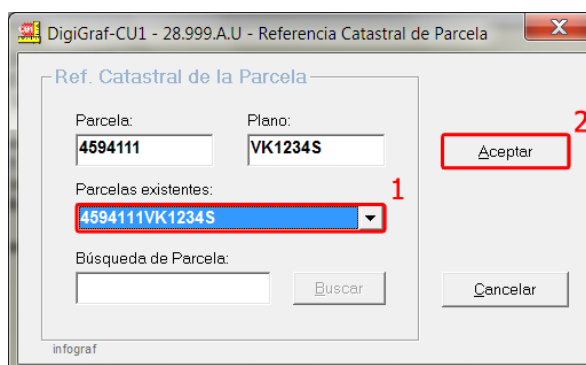 DigiGraf-CU1 - 28.999.A.U - Referencia Catastral de Parcela
Ref. Catastral de la Parcela
Parcela: Plano:
4594111 VK1234S
2
Aceptar
Parcelas existentes:
1
4594111VK1234S
Búsqueda de Parcela:
Buscar
Cancelar
infograf